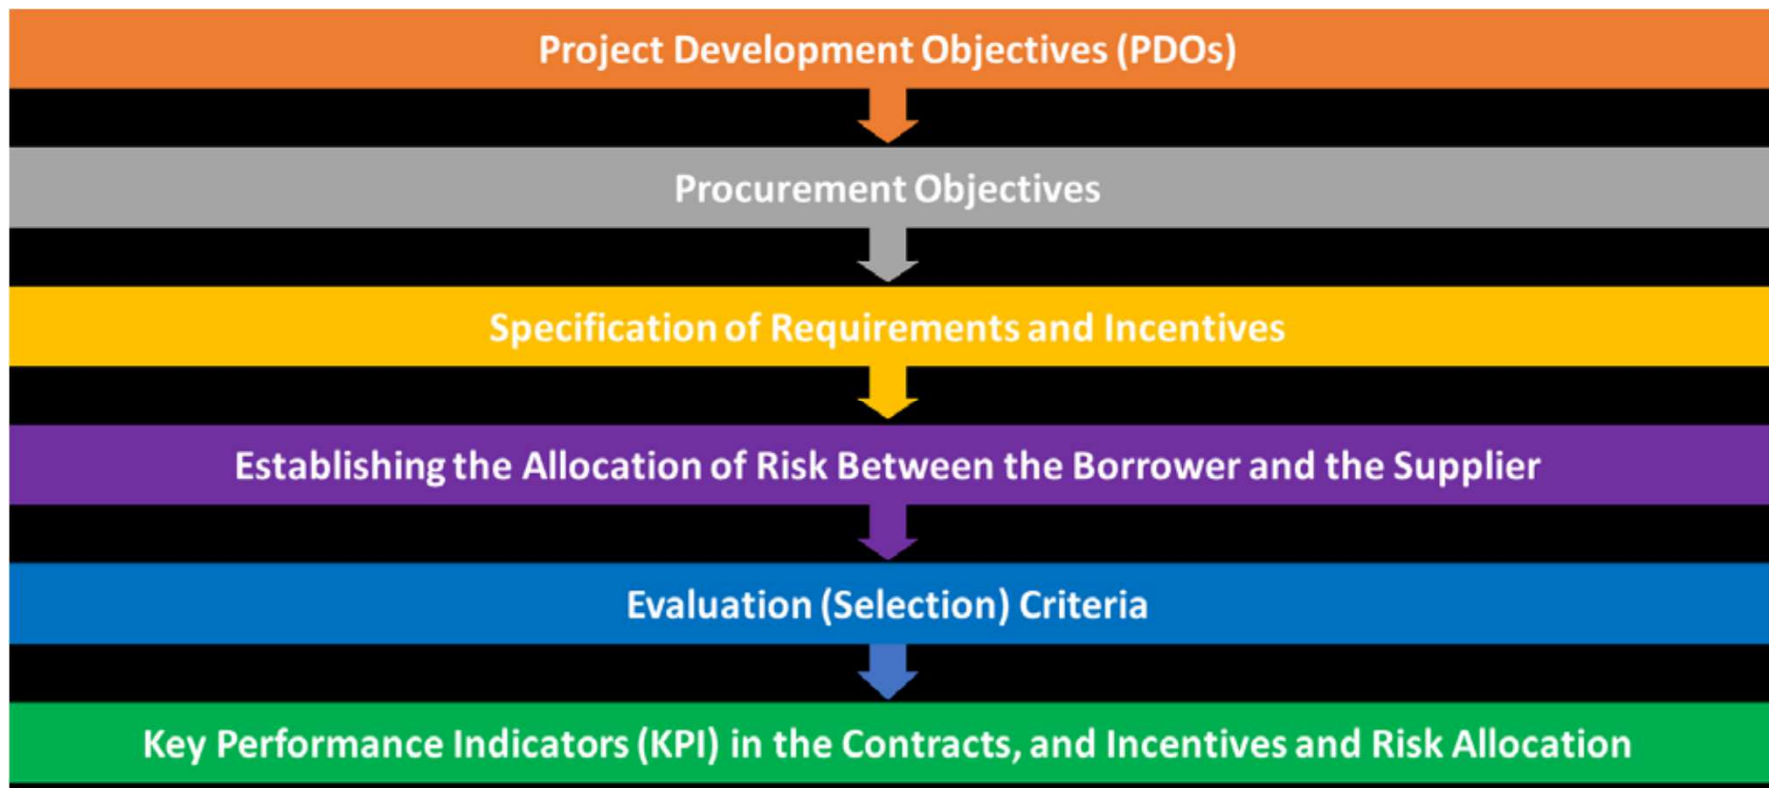 Project Development Objectives (PDOs)
Procurement Objectives
Specification of Requirements and Incentives
Establishing the Allocation of Risk Between the Borrower and the Supplier
Evaluation (Selection) Criteria
Key Performance Indicators (KPI) in the Contracts, and Incentives and Risk Allocation